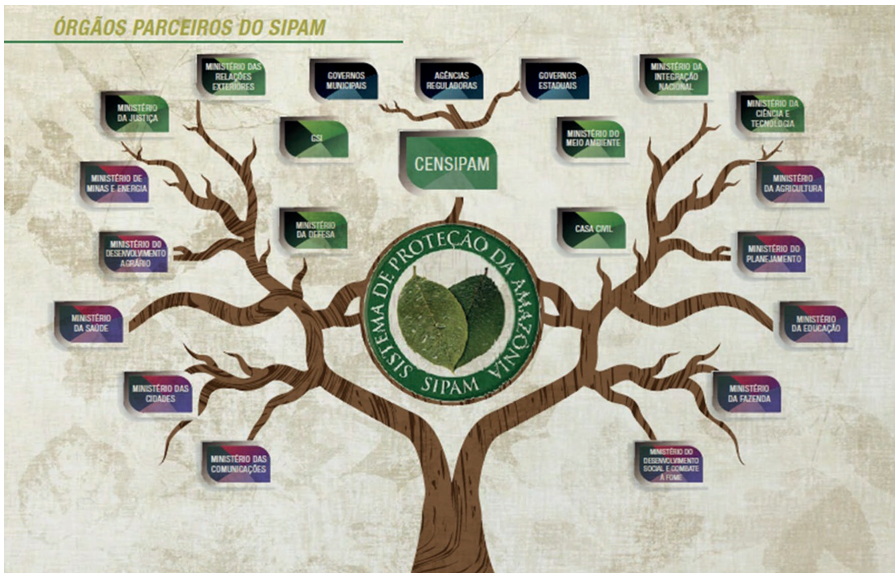 ÓRGÃOS PARCEIROS DO SIPAM
MINISTÉRIO DAS
RELAÇÕES
EXTERIORES
GOVERNOS
MUNICIPAIS
AGÊNCIAS
REGULADORAS
GOVERNOS
ESTADUAIS
MINISTÉRIO DA
INTEGRAÇÃO
NACIONAL
MINISTÉRIO
DA JUSTIÇA
MINISTÉRIO DA
CIÊNCIA E
TECNOLOGIA
GSI
MINISTÉRIO DO
MEIO AMBIENTE
CENSIPAM
MINISTÉRIO DE
MINAS E ENERGIA
MINISTÉRIO
DA AGRICULTURA
MINISTÉRIO
DA DEFESA
CASA CIVIL
MINISTÉRIO DO
DESENVOLVIMENTO
AGRÁRIO
MINISTÉRIO DO
PLANEJAMENTO
SISTEMA DE PROTEÇÃO DA AMAZÔNIA
SIPAM
MINISTÉRIO
DA SAÚDE
MINISTÉRIO
DA EDUCAÇÃO
MINISTÉRIO DAS
CIDADES
MINISTÉRIO
DA FAZENDA
MINISTÉRIO DAS
COMUNICAÇÕES
MINISTÉRIO DO
DESENVOLVIMENTO
SOCIAL E COMBATE
À FOME